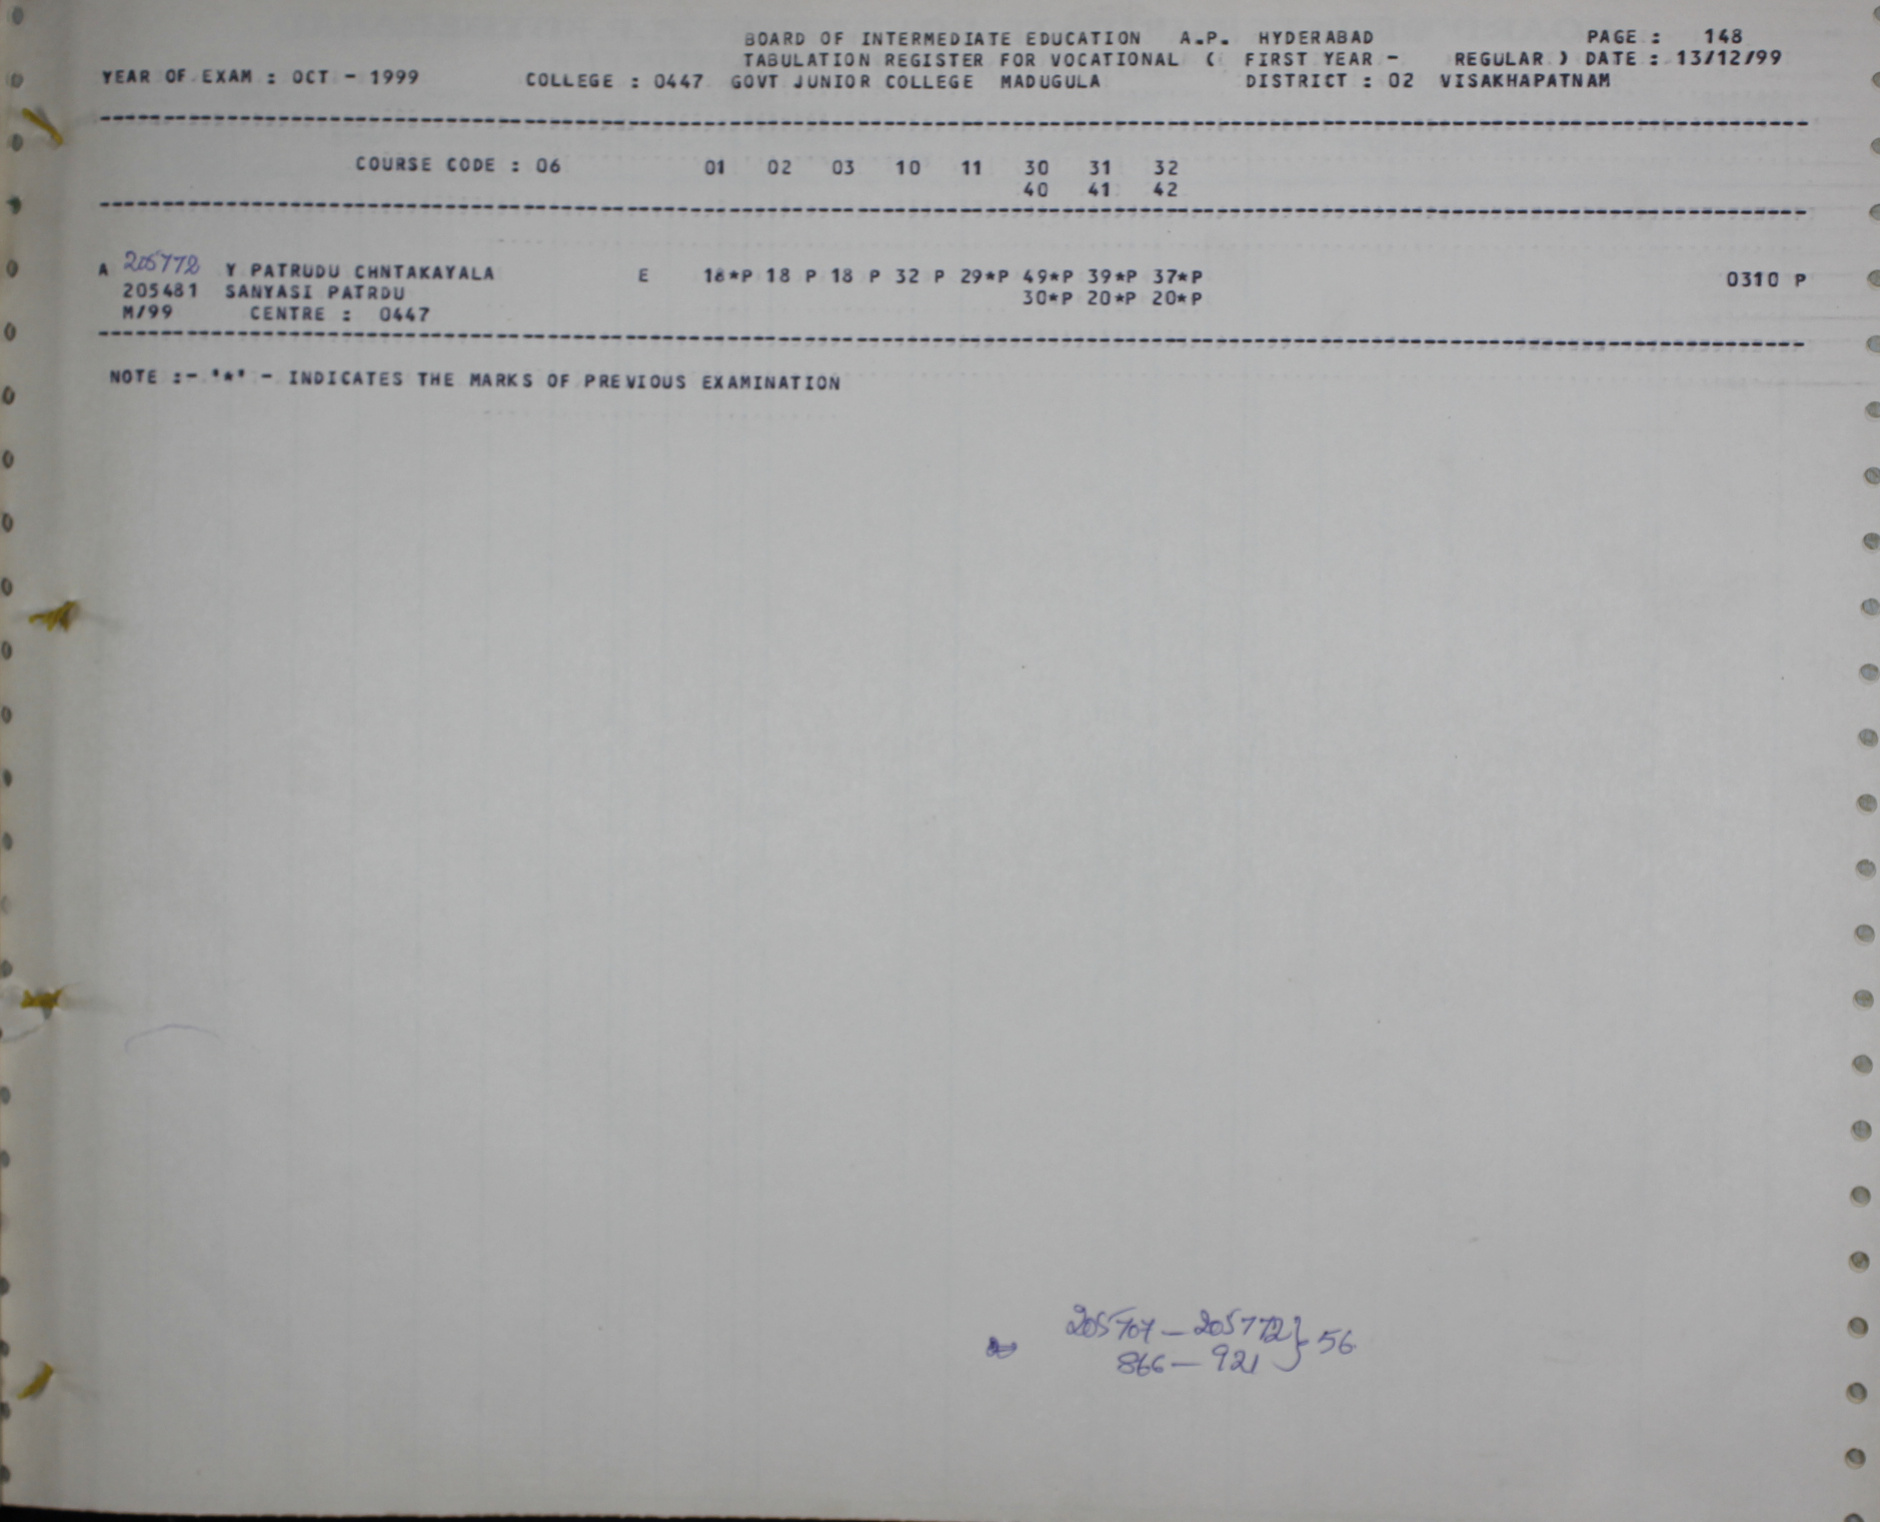 BOARD OF INTERMEDIATE EDUCATION A.P. HYDERABAD PAGE : 148
TABULATION REGISTER FOR VOCATIONAL ( FIRST YEAR - REGULAR ) DATE : 13/12/99
YEAR OF EXAM : OCT - 1999 COLLEGE : 0447 GOVT JUNIOR COLLEGE MADUGULA DISTRICT : 02 VISAKHAPATNAM
COURSE CODE : 06 01 02 03 10 11 30 31 32
40 41 42
A 205772 Y PATRUDU CHNTAKAYALA E 18*P 18 P 18 P 32 P 29*P 49*P 39*P 37*P 0310 P
205481 SANYASI PATRDU 30*P 20*P 20*P
M/99 CENTRE : 0447
NOTE :- '*' - INDICATES THE MARKS OF PREVIOUS EXAMINATION
— 205772 } 56
866 — 921